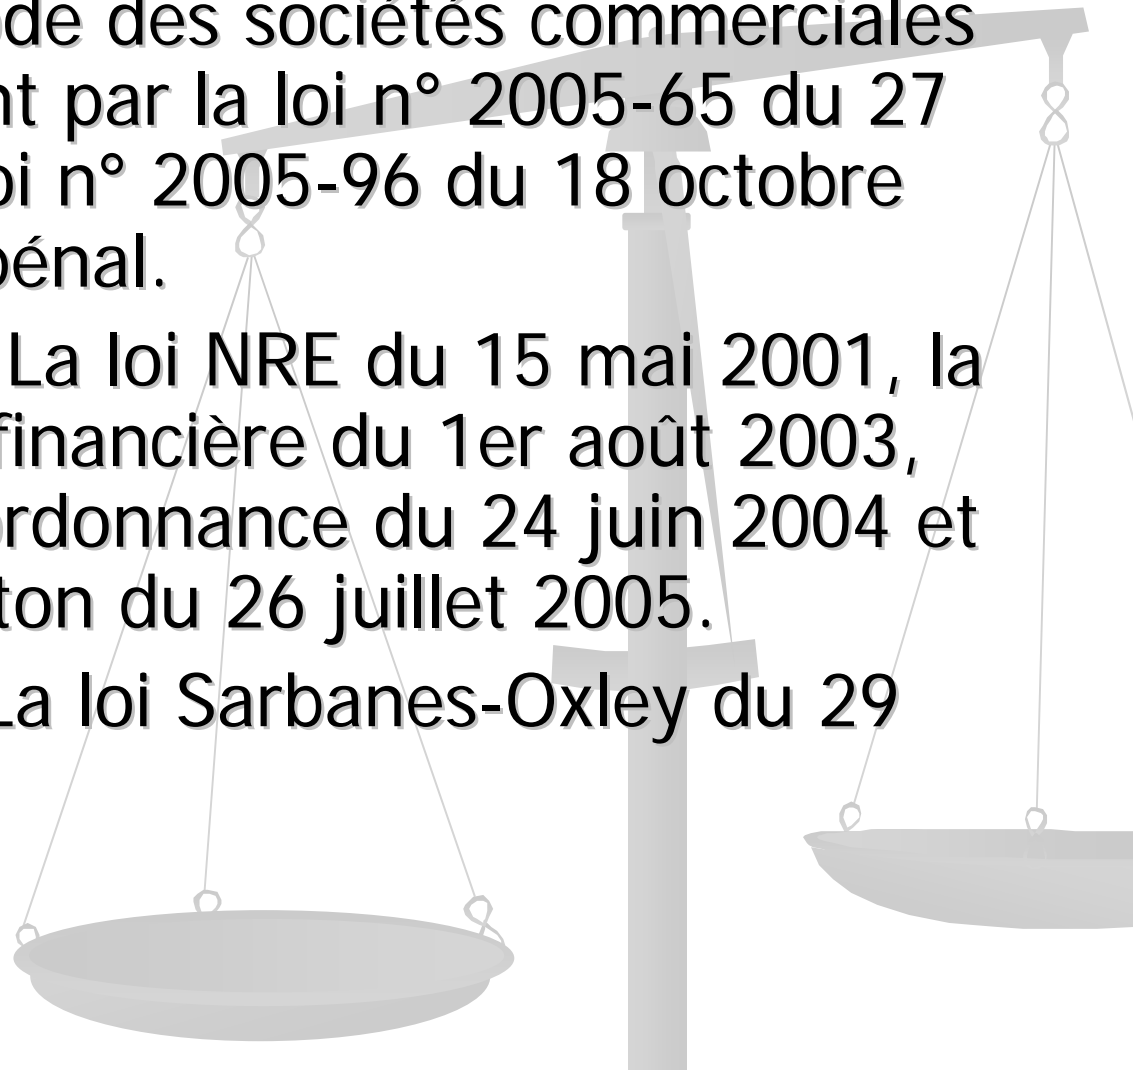 ode des sociétés commerciales
nt par la loi n° 2005-65 du 27
oi n° 2005-96 du 18 octobre
pénal.
La loi NRE du 15 mai 2001, la
financière du 1er août 2003,
ordonnance du 24 juin 2004 et
ton du 26 juillet 2005.
La loi Sarbanes-Oxley du 29